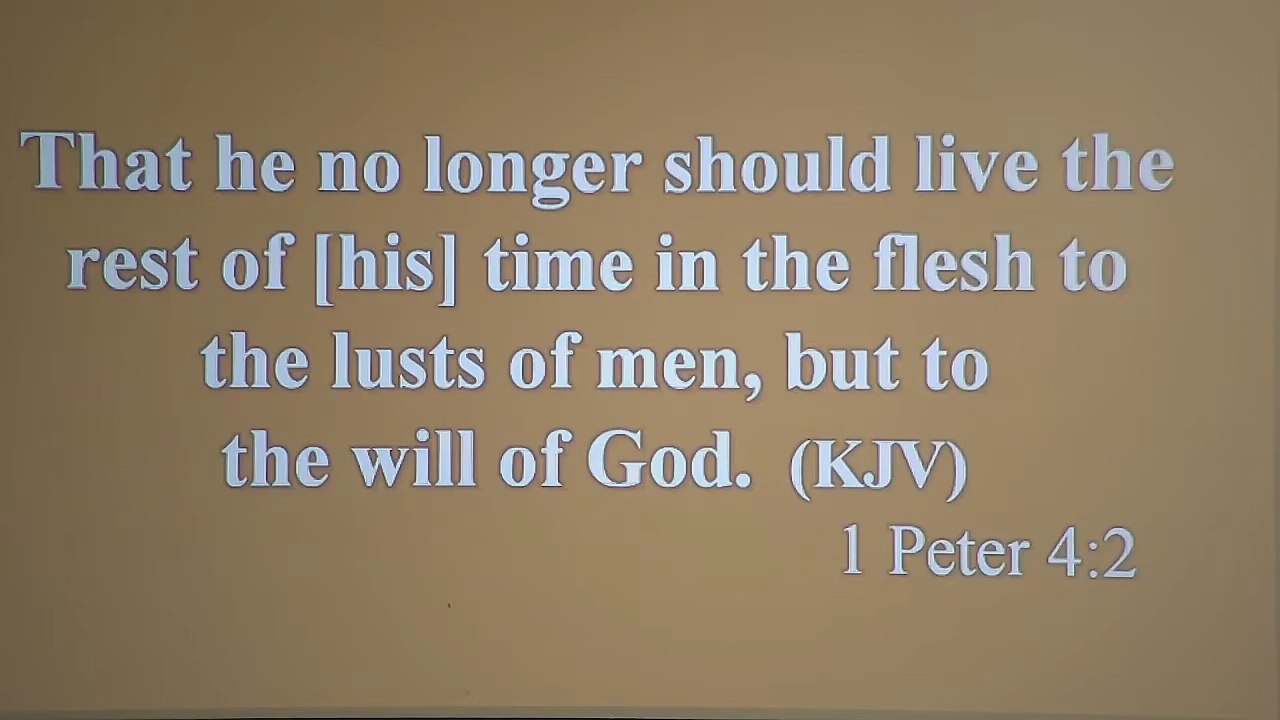 That he no longer should live the
rest of [his] time in the flesh to
the lusts of men, but to
the will of God. (KJV)
1 Peter 4:2